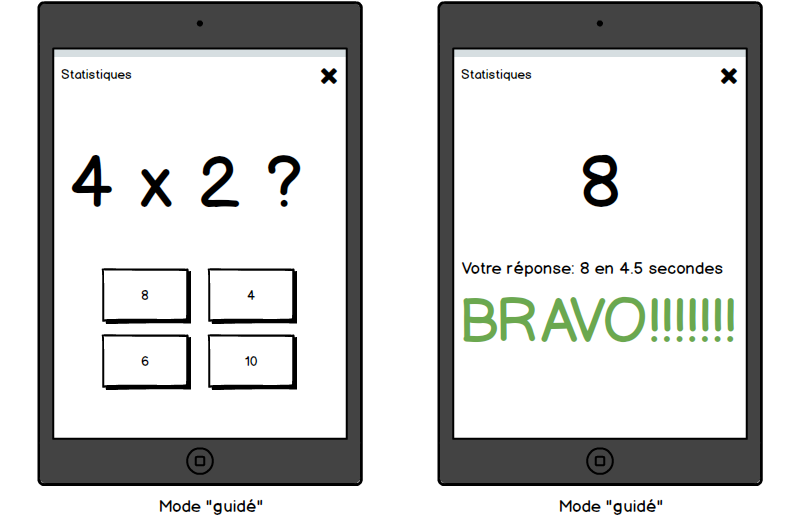 Statistiques
4 x 2 ?
8
4
6
10
Mode "guidé"
Statistiques
8
Votre réponse: 8 en 4.5 secondes
BRAVO!!!!!!!
Mode "guidé"